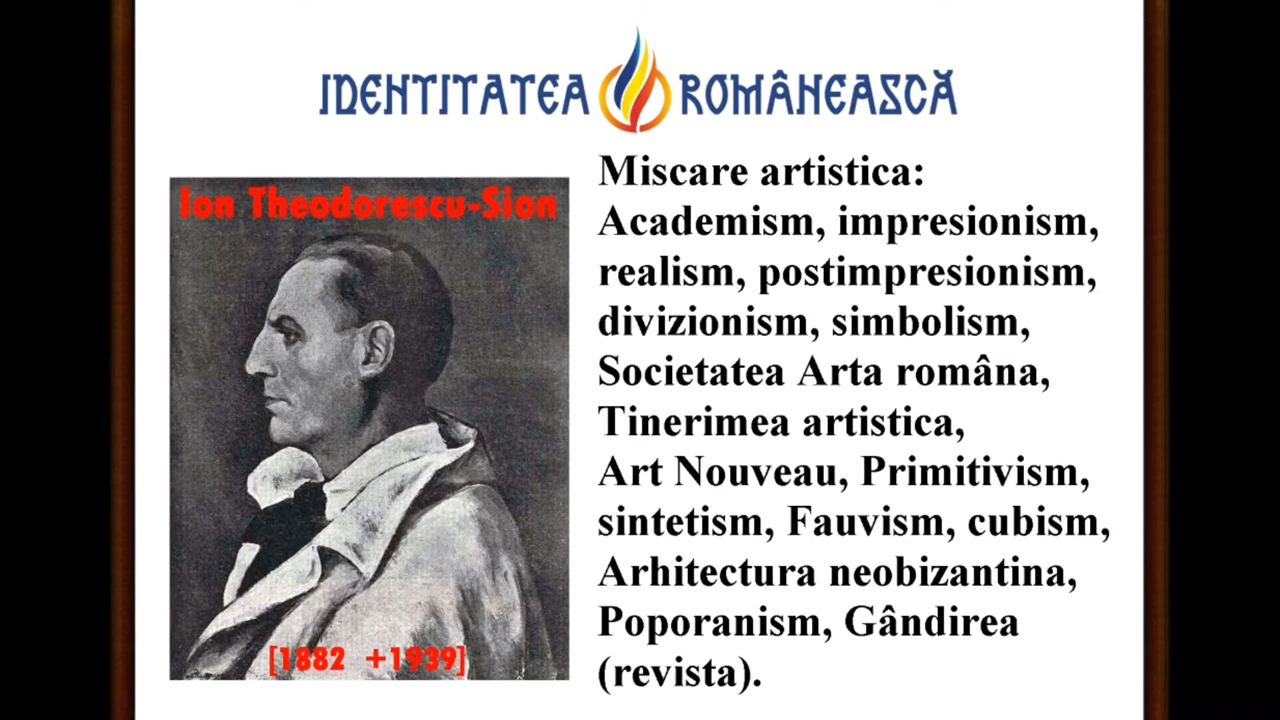 IDENTITATEA ROMÂNEASCĂ
Ion Theodorescu-Sion
[1882 +1939]
Miscare artistica:
Academism, impresionism,
realism, postimpresionism,
divizionism, simbolism,
Societatea Arta româna,
Tinerimea artistica,
Art Nouveau, Primitivism,
sintetism, Fauvism, cubism,
Arhitectura neobizantina,
Poporanism, Gândirea
(revista).